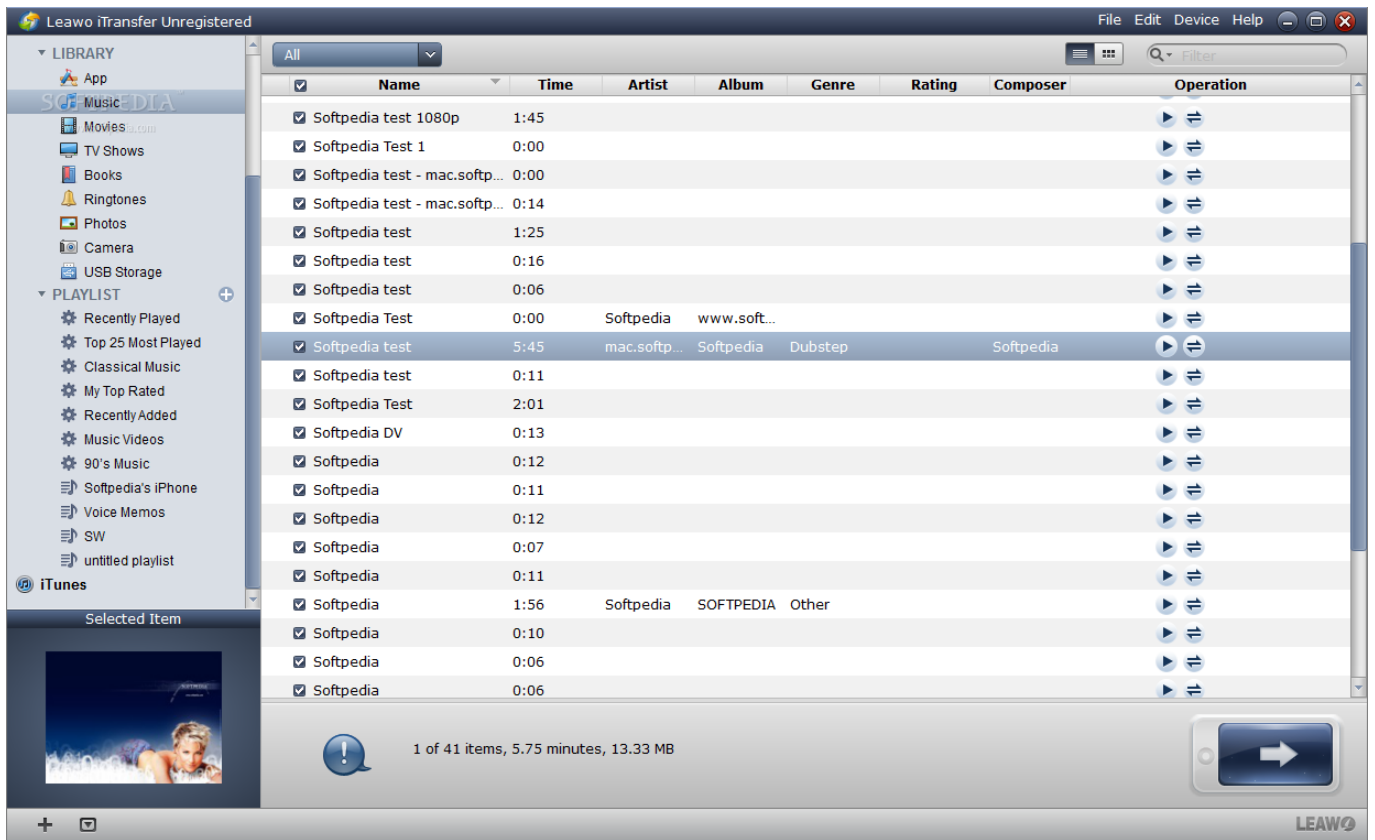 Leawo iTransfer Unregistered
File Edit Device Help
LIBRARY
App
Music
SOFTPEDIA
Movies
TV Shows
Books
Ringtones
Photos
Camera
USB Storage
PLAYLIST
Recently Played
Top 25 Most Played
Classical Music
My Top Rated
Recently Added
Music Videos
90's Music
Softpedia's iPhone
Voice Memos
SW
untitled playlist
iTunes
Selected Item
All
Filter
Name Time Artist Album Genre Rating Composer Operation
Softpedia test 1080p 1:45
Softpedia Test 1 0:00
Softpedia test - mac.softp... 0:00
Softpedia test - mac.softp... 0:14
Softpedia test 1:25
Softpedia test 0:16
Softpedia test 0:06
Softpedia Test 0:00 Softpedia www.soft...
Softpedia test 5:45 mac.softp... Softpedia Dubstep Softpedia
Softpedia test 0:11
Softpedia Test 2:01
Softpedia DV 0:13
Softpedia 0:12
Softpedia 0:11
Softpedia 0:12
Softpedia 0:07
Softpedia 0:11
Softpedia 1:56 Softpedia SOFTPEDIA Other
Softpedia 0:10
Softpedia 0:06
Softpedia 0:06
1 of 41 items, 5.75 minutes, 13.33 MB
LEAWO